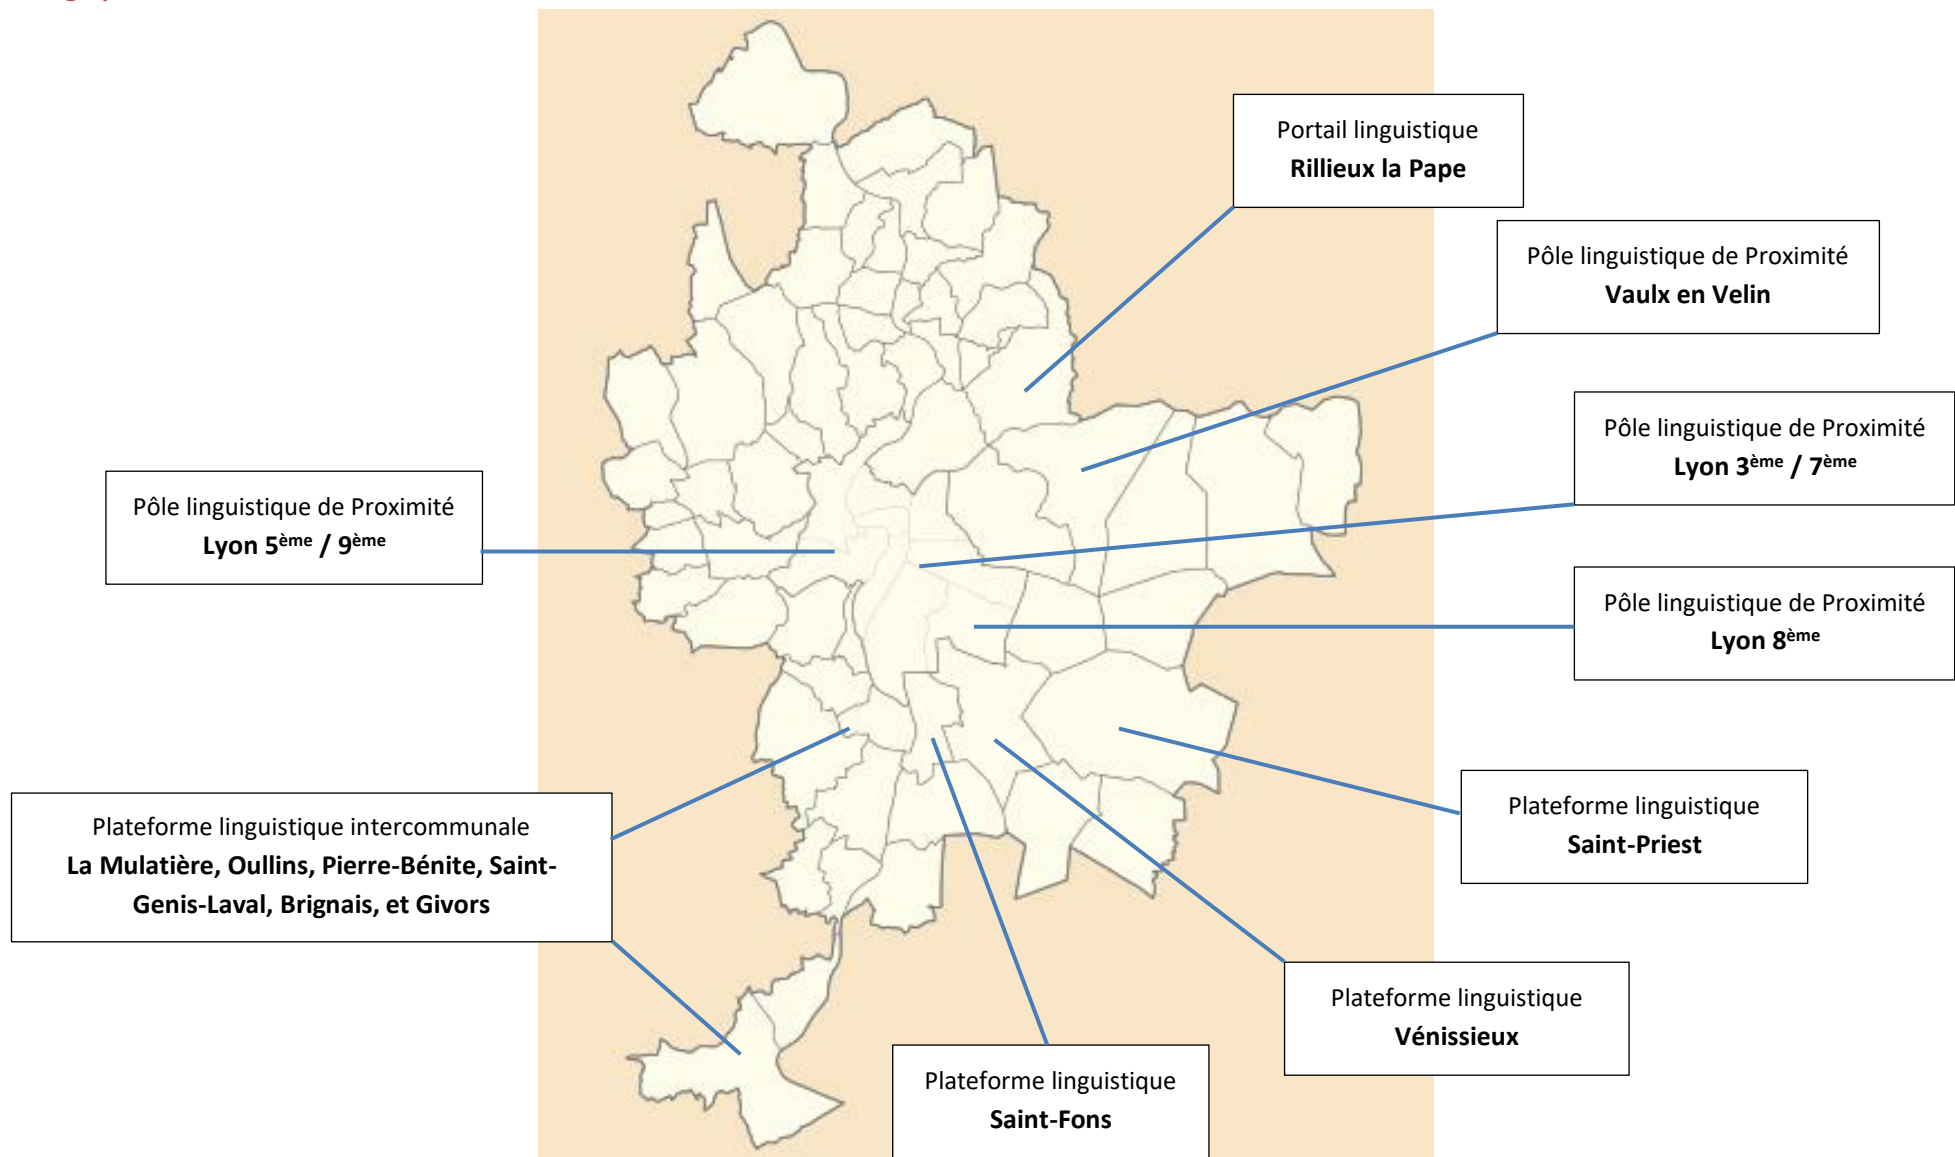 Portail linguistique
Rillieux la Pape
Pôle linguistique de Proximité
Vaulx en Velin
Pôle linguistique de Proximité
Lyon 3ème / 7ème
Pôle linguistique de Proximité
Lyon 5ème / 9ème
Pôle linguistique de Proximité
Lyon 8ème
Plateforme linguistique
Saint-Priest
Plateforme linguistique intercommunale
La Mulatière, Oullins, Pierre-Bénite, Saint-
Genis-Laval, Brignais, et Givors
Plateforme linguistique
Vénissieux
Plateforme linguistique
Saint-Fons